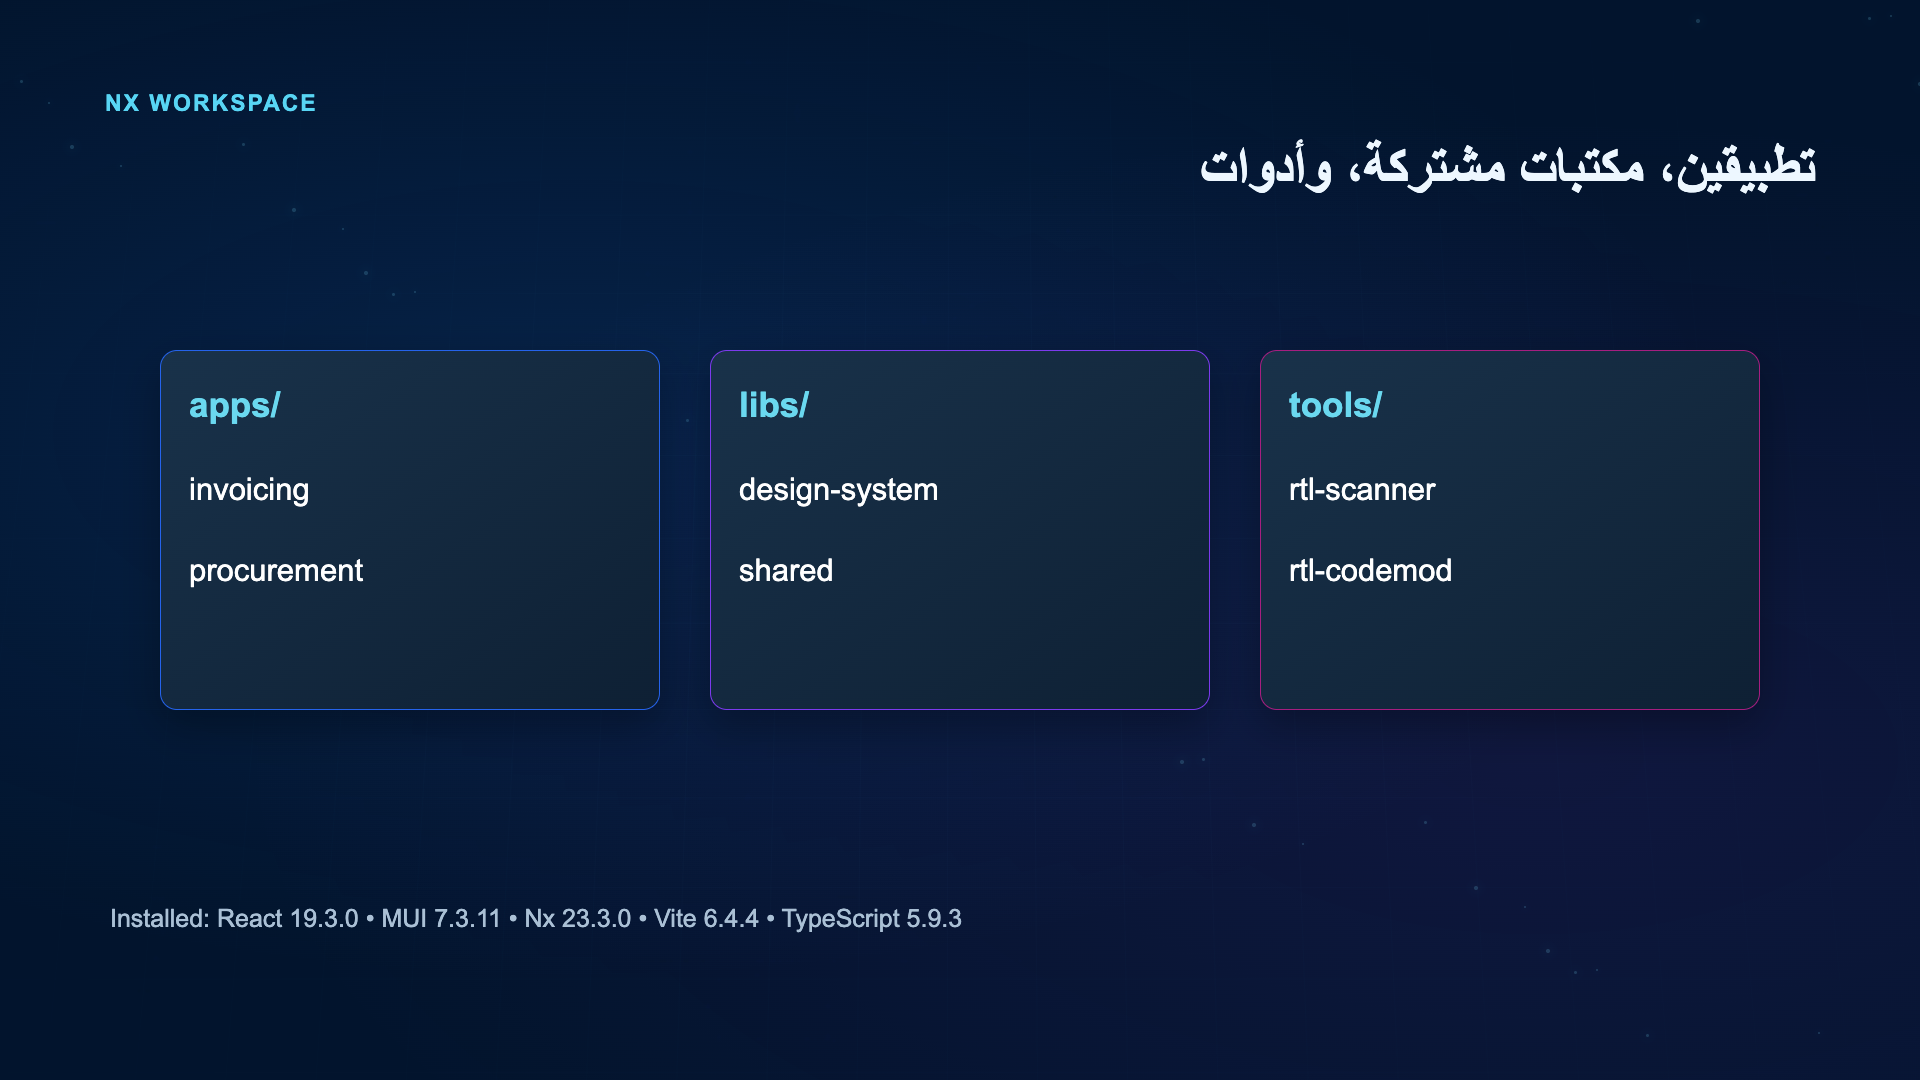 NX WORKSPACE
تطبيقين، مكتبات مشتركة، وأدوات
apps/
invoicing
procurement
libs/
design-system
shared
tools/
rtl-scanner
rtl-codemod
Installed: React 19.3.0 • MUI 7.3.11 • Nx 23.3.0 • Vite 6.4.4 • TypeScript 5.9.3